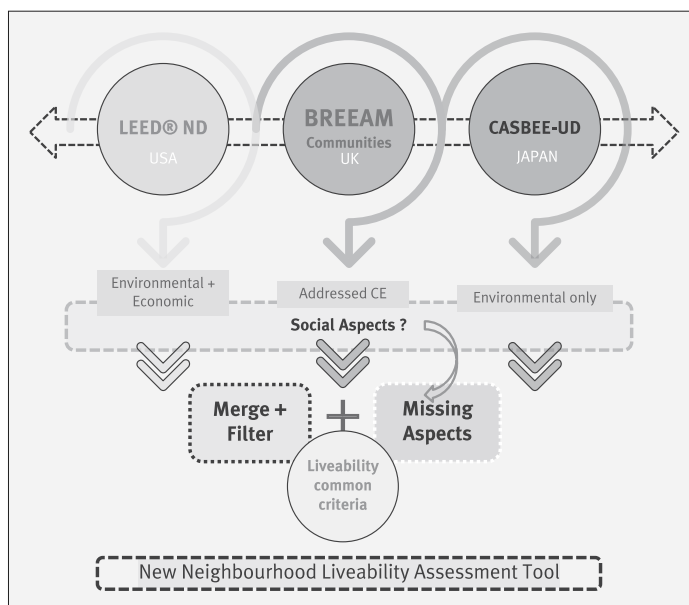 LEED® ND
USA
BREEAM
Communities
UK
CASBEE-UD
JAPAN
Environmental +
Economic
Addressed CE
Environmental only
Social Aspects ?
Merge +
Filter
Missing
Aspects
Liveability
common
criteria
New Neighbourhood Liveability Assessment Tool